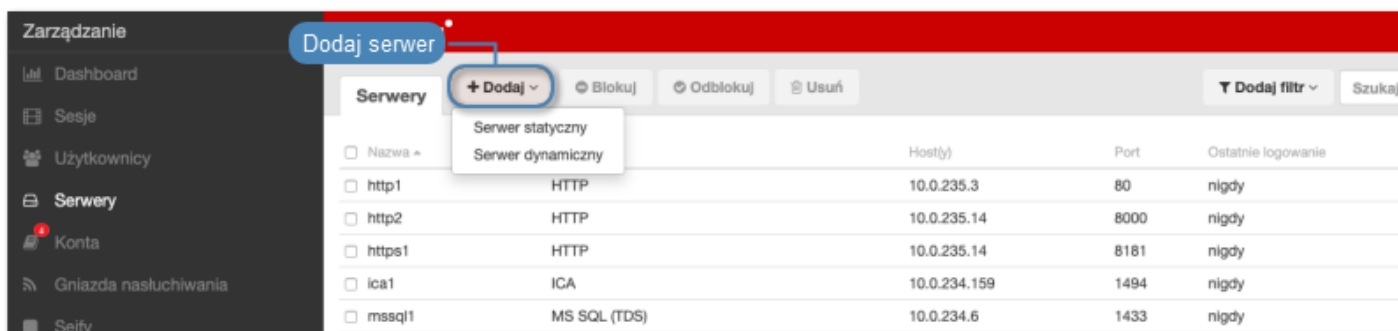 Zarządzanie
Dodaj serwer
Dashboard
Sesje
Użytkownicy
Serwery
4
Konta
Gniazda nasłuchiwania
Sejfy
Serwery
+ Dodaj
Blokuj
Odblokuj
Usuń
Dodaj filtr
Szukaj
Serwer statyczny
Serwer dynamiczny
Nazwa Host(y) Port Ostatnie logowanie
http1 HTTP 10.0.235.3 80 nigdy
http2 HTTP 10.0.235.14 8000 nigdy
https1 HTTP 10.0.235.14 8181 nigdy
ica1 ICA 10.0.234.159 1494 nigdy
mssql1 MS SQL (TDS) 10.0.234.6 1433 nigdy